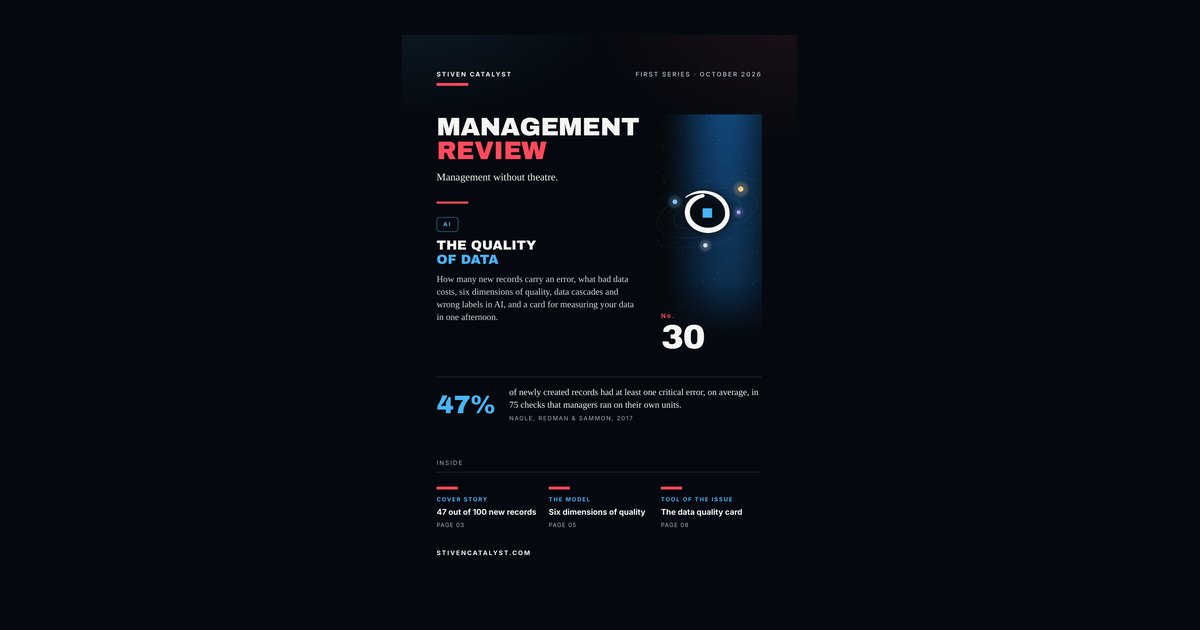 STIVEN CATALYST
FIRST SERIES · OCTOBER 2026
MANAGEMENT
REVIEW
Management without theatre.
AI
THE QUALITY
OF DATA
How many new records carry an error, what bad data
costs, six dimensions of quality, data cascades and
wrong labels in AI, and a card for measuring your data
in one afternoon.
No.
30
47%
of newly created records had at least one critical error, on average, in
75 checks that managers ran on their own units.
NAGLE, REDMAN & SAMMON, 2017
INSIDE
COVER STORY
47 out of 100 new records
PAGE 03
THE MODEL
Six dimensions of quality
PAGE 05
TOOL OF THE ISSUE
The data quality card
PAGE 08
STIVENCATALYST.COM